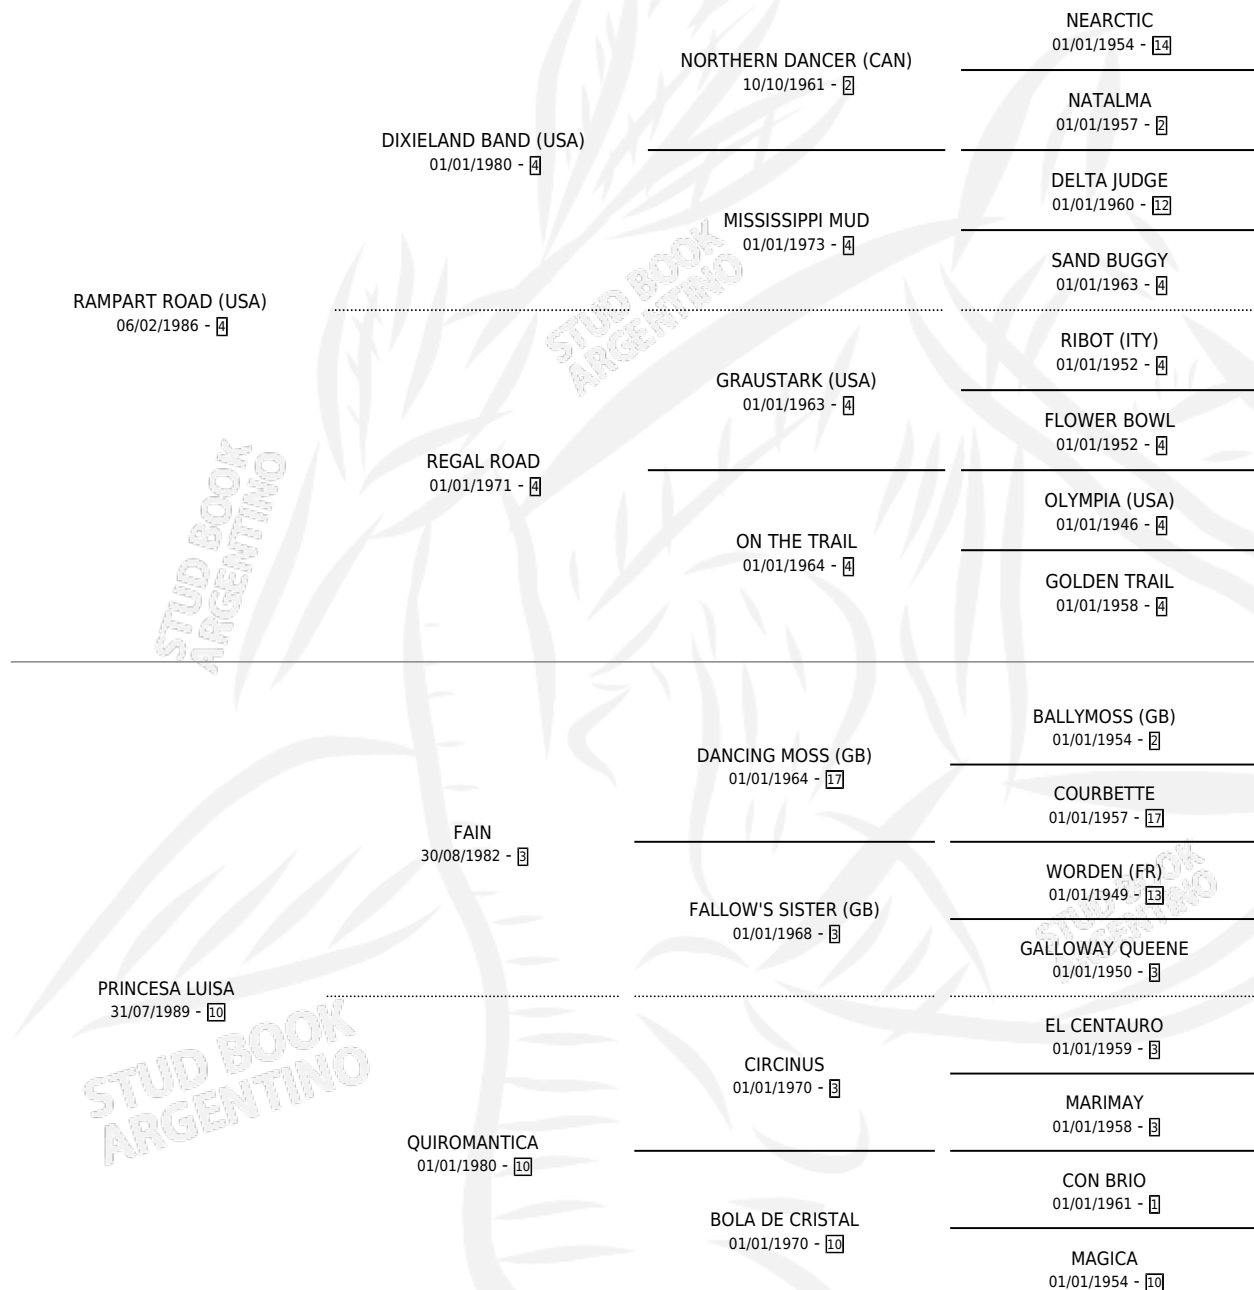 NEARCTIC
01/01/1954 - 14
NORTHERN DANCER (CAN)
10/10/1961 - 2
NATALMA
01/01/1957 - 2
DIXIELAND BAND (USA)
01/01/1980 - 4
DELTA JUDGE
01/01/1960 - 12
MISSISSIPPI MUD
01/01/1973 - 4
SAND BUGGY
01/01/1963 - 4
RAMPART ROAD (USA)
06/02/1986 - 4
RIBOT (ITY)
01/01/1952 - 4
GRAUSTARK (USA)
01/01/1963 - 4
FLOWER BOWL
01/01/1952 - 4
REGAL ROAD
01/01/1971 - 4
OLYMPIA (USA)
01/01/1946 - 4
ON THE TRAIL
01/01/1964 - 4
GOLDEN TRAIL
01/01/1958 - 4
BALLYMOSS (GB)
01/01/1954 - 2
DANCING MOSS (GB)
01/01/1964 - 17
COURBETTE
01/01/1957 - 17
FAIN
30/08/1982 - 3
WORDEN (FR)
01/01/1949 - 13
FALLOW'S SISTER (GB)
01/01/1968 - 3
GALLOWAY QUEENE
01/01/1950 - 3
PRINCESA LUISA
31/07/1989 - 10
EL CENTAURO
01/01/1959 - 3
CIRCINUS
01/01/1970 - 3
MARIMAY
01/01/1958 - 3
QUIROMANTICA
01/01/1980 - 10
CON BRIO
01/01/1961 - 1
BOLA DE CRISTAL
01/01/1970 - 10
MAGICA
01/01/1954 - 10
STUD BOOK
ARGENTINO
STUD BOOK
ARGENTINO
STUD BOOK
ARGENTINO
STUD BOOK
ARGENTINO